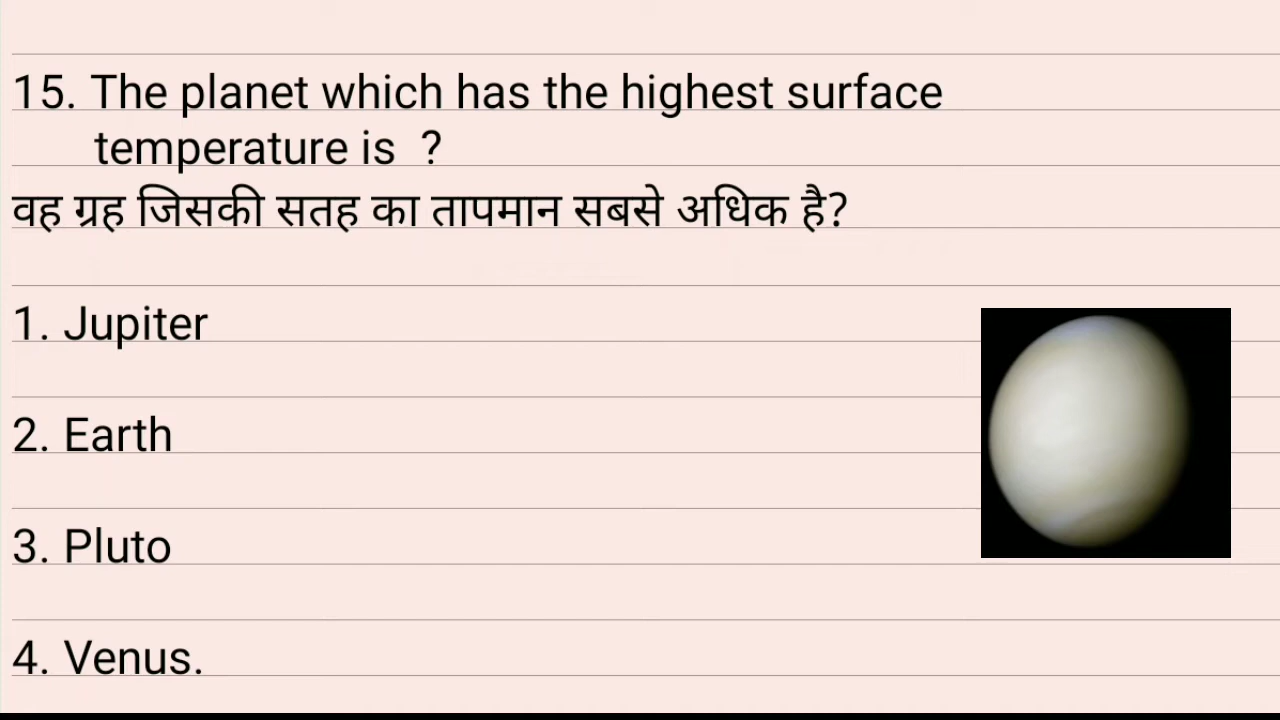 15. The planet which has the highest surface
temperature is ?
वह ग्रह जिसकी सतह का तापमान सबसे अधिक है?
1. Jupiter
2. Earth
3. Pluto
4. Venus.